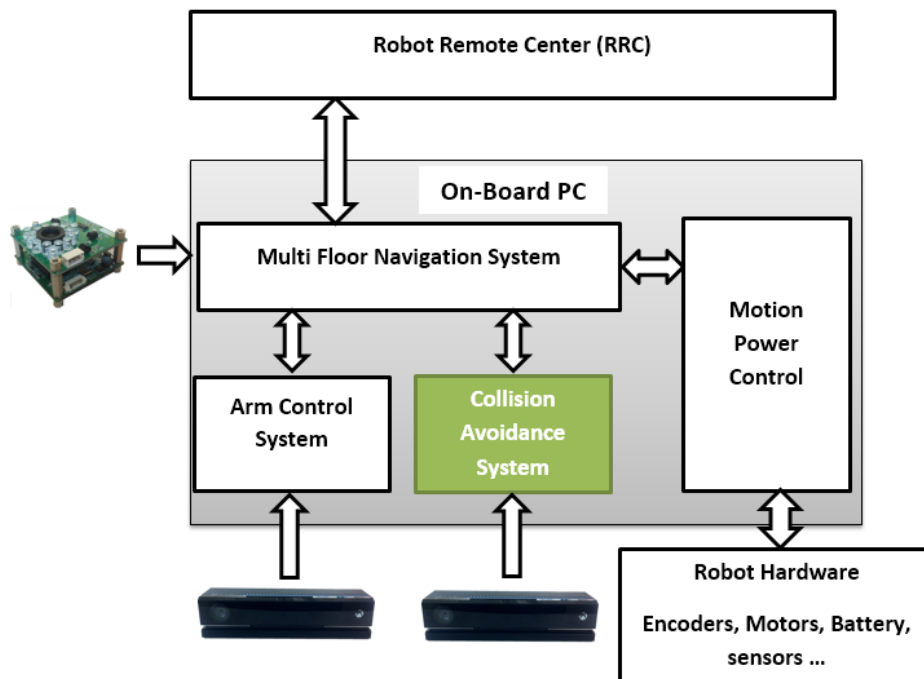 Robot Remote Center (RRC)
On-Board PC
Multi Floor Navigation System
Motion
Power
Control
Arm Control
System
Collision
Avoidance
System
Robot Hardware
Encoders, Motors, Battery,
sensors ...